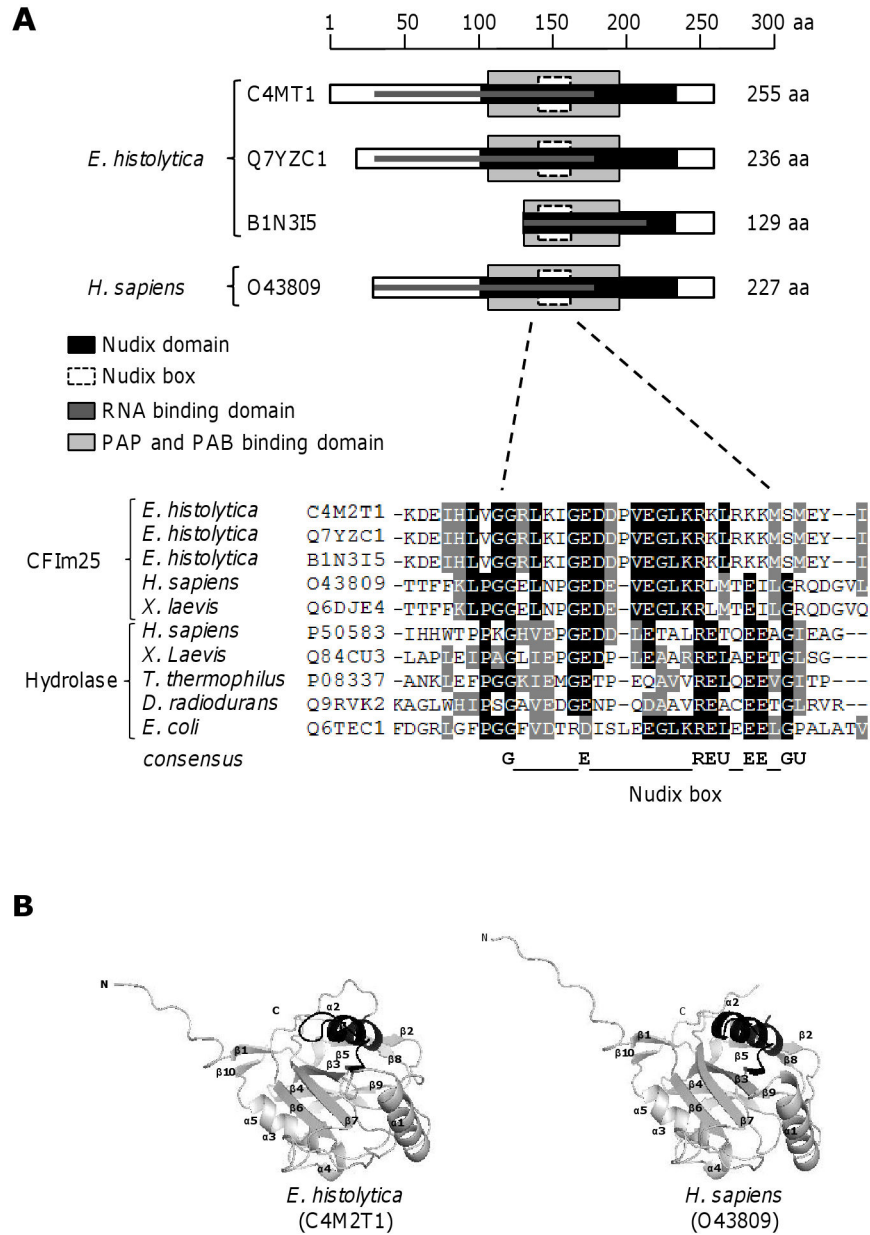 A
1 50 100 150 200 250 300 aa
C4MT1 255 aa
E. histolytica Q7YZC1 236 aa
B1N3I5 129 aa
H. sapiens O43809 227 aa
Nudix domain
Nudix box
RNA binding domain
PAP and PAB binding domain
E. histolytica C4M2T1 -KDEIHLVGGRLKIGEDDPVEGLKRKLRKKMSMEY--I
E. histolytica Q7YZC1 -KDEIHLVGGRLKIGEDDPVEGLKRKLRKKMSMEY--I
E. histolytica B1N3I5 -KDEIHLVGGRLKIGEDDPVEGLKRKLRKKMSMEY--I
CFIm25
H. sapiens O43809 -TTFFKLPGGELNPGEDE-VEGLKRLMTEILGRQDGVL
X. laevis Q6DJE4 -TTFFKLPGGELNPGEDE-VEGLKRLMTEILGRQDGVQ
H. sapiens P50583 -IHHWTPPKGHVEPGEDD-LETALRETQEEAGIEAG--
X. Laevis Q84CU3 -LAPLEIPAGLIEPGEDP-LEAARRELAEETGLSG---
Hydrolase T. thermophilus P08337 -ANKLEFPGGKIEMGETP-EQAVVRELQEEVGITP---
D. radiodurans Q9RVK2 KAGLWHIPSGAVEDGENP-QDAAVREACEETGLRVR--
E. coli Q6TEC1 FDGRLGFPGGFVDTRDISLEEGLKRELEEELGPALATV
consensus G_____E_______REU_EE_GU
Nudix box
B
N C α2 β1 β10 β5 β3 β2 β8 β4 β6 β9 β7 α5 α3 α1 α4
N C α2 β1 β10 β5 β3 β2 β8 β4 β6 β9 β7 α5 α3 α1 α4
E. histolytica H. sapiens
(C4M2T1) (O43809)